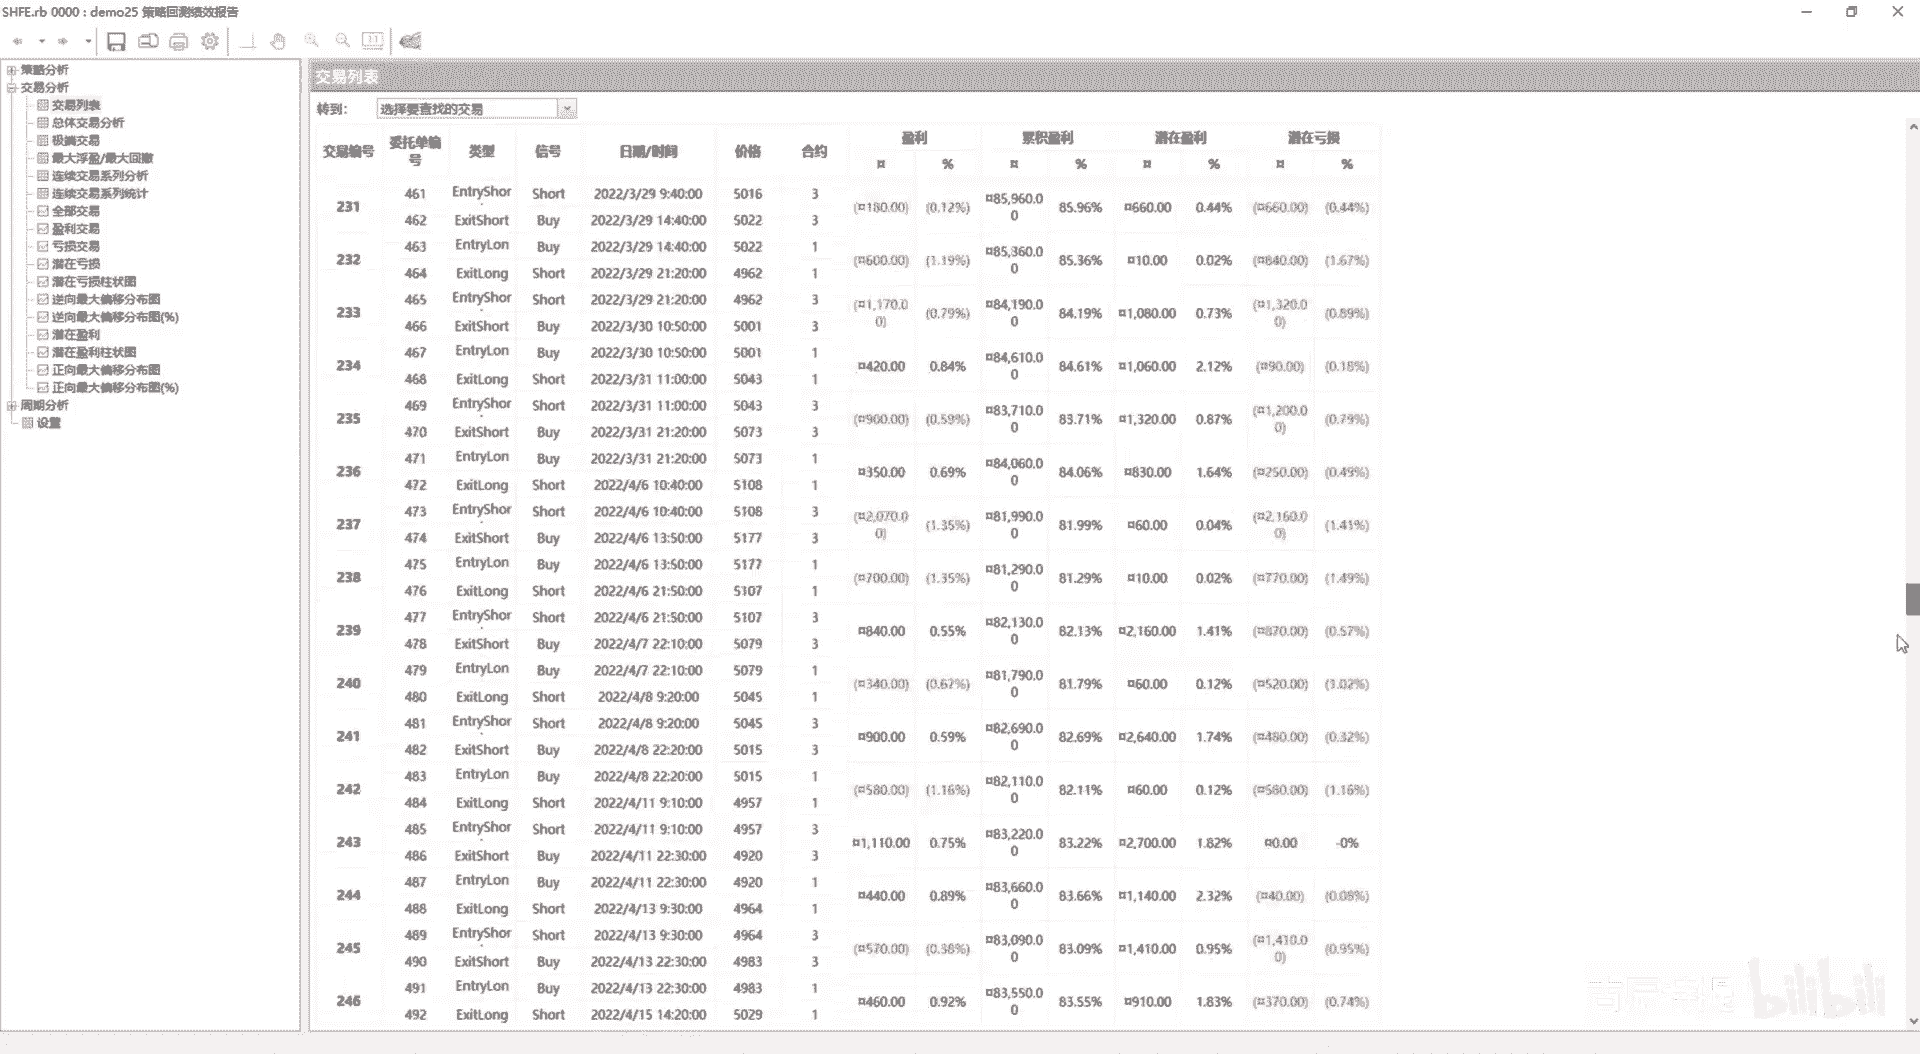 SHFE.rb 0000 : demo25 策略回测绩效报告
策略分析
交易分析
交易列表
总体交易分析
极端交易
最大浮盈/最大回撤
连续交易系列分析
连续交易系列统计
全部交易
盈利交易
亏损交易
潜在亏损
潜在亏损柱状图
逆向最大偏移分布图
逆向最大偏移分布图(%)
潜在盈利
潜在盈利柱状图
正向最大偏移分布图
正向最大偏移分布图(%)
周期分析
设置
交易列表
转到: 选择要查找的交易
交易编号 委托单编号 类型 信号 日期/时间 价格 合约 盈利 累积盈利 潜在盈利 潜在亏损
¤ % ¤ % ¤ % ¤ %
231 461 EntryShor Short 2022/3/29 9:40:00 5016 3 (¤180.00) (0.12%) ¤85,960.00 85.96% ¤660.00 0.44% (¤660.00) (0.44%)
462 ExitShort Buy 2022/3/29 14:40:00 5022 3
232 463 EntryLon Buy 2022/3/29 14:40:00 5022 1 (¤600.00) (1.19%) ¤85,360.00 85.36% ¤10.00 0.02% (¤840.00) (1.67%)
464 ExitLong Short 2022/3/29 21:20:00 4962 1
233 465 EntryShor Short 2022/3/29 21:20:00 4962 3 (¤1,170.00) (0.79%) ¤84,190.00 84.19% ¤1,080.00 0.73% (¤1,320.00) (0.89%)
466 ExitShort Buy 2022/3/30 10:50:00 5001 3
234 467 EntryLon Buy 2022/3/30 10:50:00 5001 1 ¤420.00 0.84% ¤84,610.00 84.61% ¤1,060.00 2.12% (¤90.00) (0.18%)
468 ExitLong Short 2022/3/31 11:00:00 5043 1
235 469 EntryShor Short 2022/3/31 11:00:00 5043 3 (¤900.00) (0.59%) ¤83,710.00 83.71% ¤1,320.00 0.87% (¤1,200.00) (0.79%)
470 ExitShort Buy 2022/3/31 21:20:00 5073 3
236 471 EntryLon Buy 2022/3/31 21:20:00 5073 1 ¤350.00 0.69% ¤84,060.00 84.06% ¤830.00 1.64% (¤250.00) (0.49%)
472 ExitLong Short 2022/4/6 10:40:00 5108 1
237 473 EntryShor Short 2022/4/6 10:40:00 5108 3 (¤2,070.00) (1.35%) ¤81,990.00 81.99% ¤60.00 0.04% (¤2,160.00) (1.41%)
474 ExitShort Buy 2022/4/6 13:50:00 5177 3
238 475 EntryLon Buy 2022/4/6 13:50:00 5177 1 (¤700.00) (1.35%) ¤81,290.00 81.29% ¤10.00 0.02% (¤770.00) (1.49%)
476 ExitLong Short 2022/4/6 21:50:00 5107 1
239 477 EntryShor Short 2022/4/6 21:50:00 5107 3 ¤840.00 0.55% ¤82,130.00 82.13% ¤2,160.00 1.41% (¤870.00) (0.57%)
478 ExitShort Buy 2022/4/7 22:10:00 5079 3
240 479 EntryLon Buy 2022/4/7 22:10:00 5079 1 (¤340.00) (0.67%) ¤81,790.00 81.79% ¤60.00 0.12% (¤520.00) (1.02%)
480 ExitLong Short 2022/4/8 9:20:00 5045 1
241 481 EntryShor Short 2022/4/8 9:20:00 5045 3 ¤900.00 0.59% ¤82,690.00 82.69% ¤2,640.00 1.74% (¤480.00) (0.32%)
482 ExitShort Buy 2022/4/8 22:20:00 5015 3
242 483 EntryLon Buy 2022/4/8 22:20:00 5015 1 (¤580.00) (1.16%) ¤82,110.00 82.11% ¤60.00 0.12% (¤580.00) (1.16%)
484 ExitLong Short 2022/4/11 9:10:00 4957 1
243 485 EntryShor Short 2022/4/11 9:10:00 4957 3 ¤1,110.00 0.75% ¤83,220.00 83.22% ¤2,700.00 1.82% ¤0.00 -0%
486 ExitShort Buy 2022/4/11 22:30:00 4920 3
244 487 EntryLon Buy 2022/4/11 22:30:00 4920 1 ¤440.00 0.89% ¤83,660.00 83.66% ¤1,140.00 2.32% (¤40.00) (0.08%)
488 ExitLong Short 2022/4/13 9:30:00 4964 1
245 489 EntryShor Short 2022/4/13 9:30:00 4964 3 (¤570.00) (0.38%) ¤83,090.00 83.09% ¤1,410.00 0.95% (¤1,410.00) (0.95%)
490 ExitShort Buy 2022/4/13 22:30:00 4983 3
246 491 EntryLon Buy 2022/4/13 22:30:00 4983 1 ¤460.00 0.92% ¤83,550.00 83.55% ¤910.00 1.83% (¤370.00) (0.74%)
492 ExitLong Short 2022/4/15 14:20:00 5029 1
bilibili